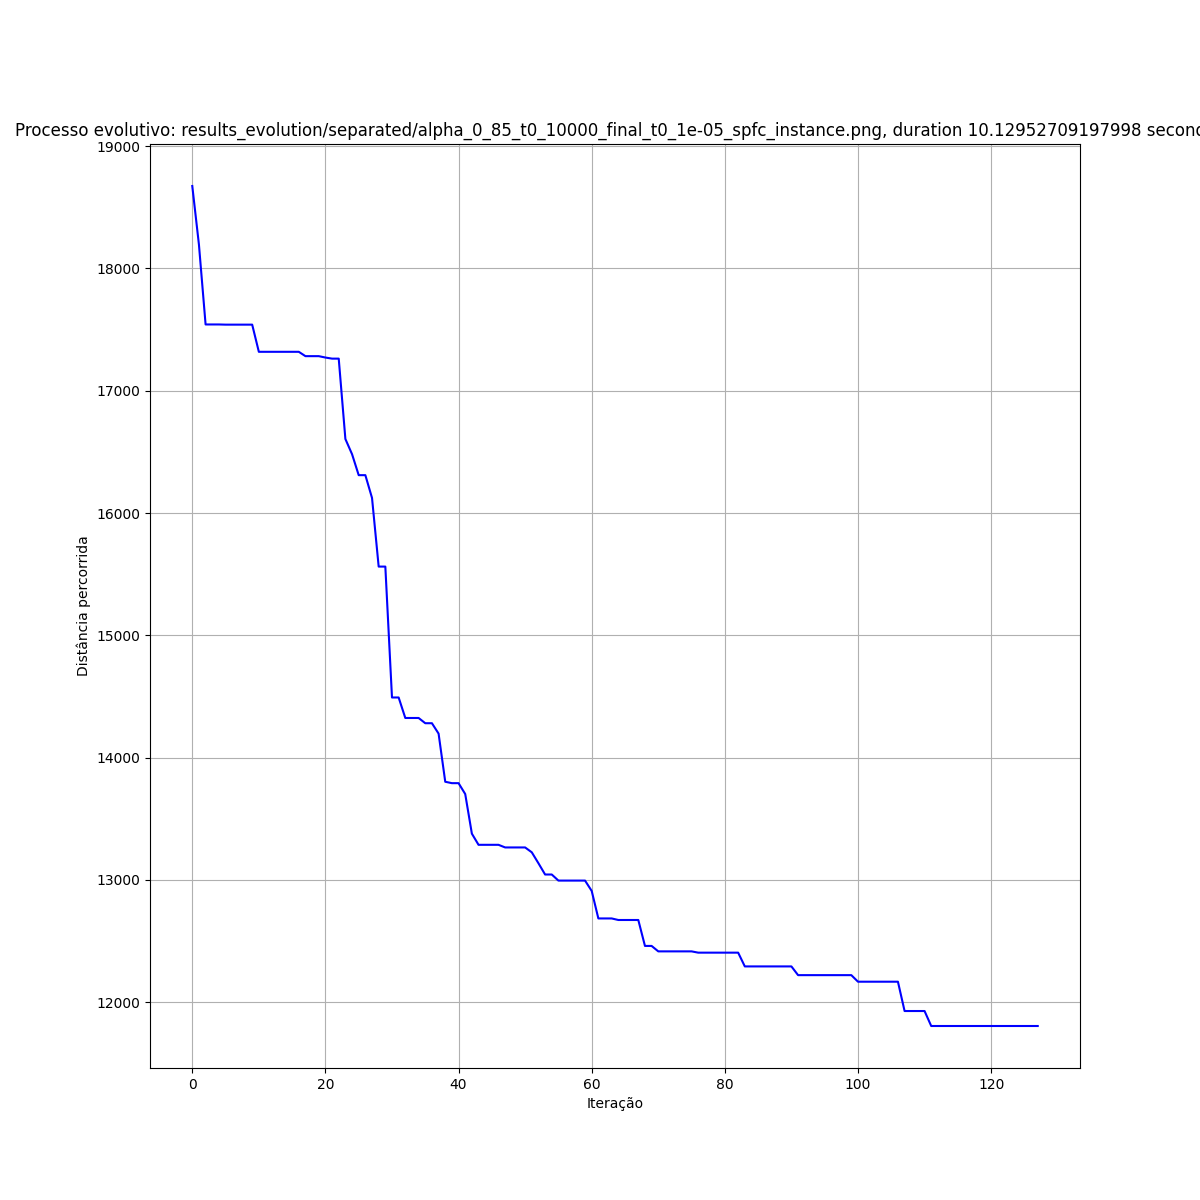 Processo evolutivo: results_evolution/separated/alpha_0_85_t0_10000_final_t0_1e-05_spfc_instance.png, duration 10.12952709197998 secon
19000
18000
17000
16000
15000
14000
13000
12000
Distância percorrida
0 20 40 60 80 100 120
Iteração